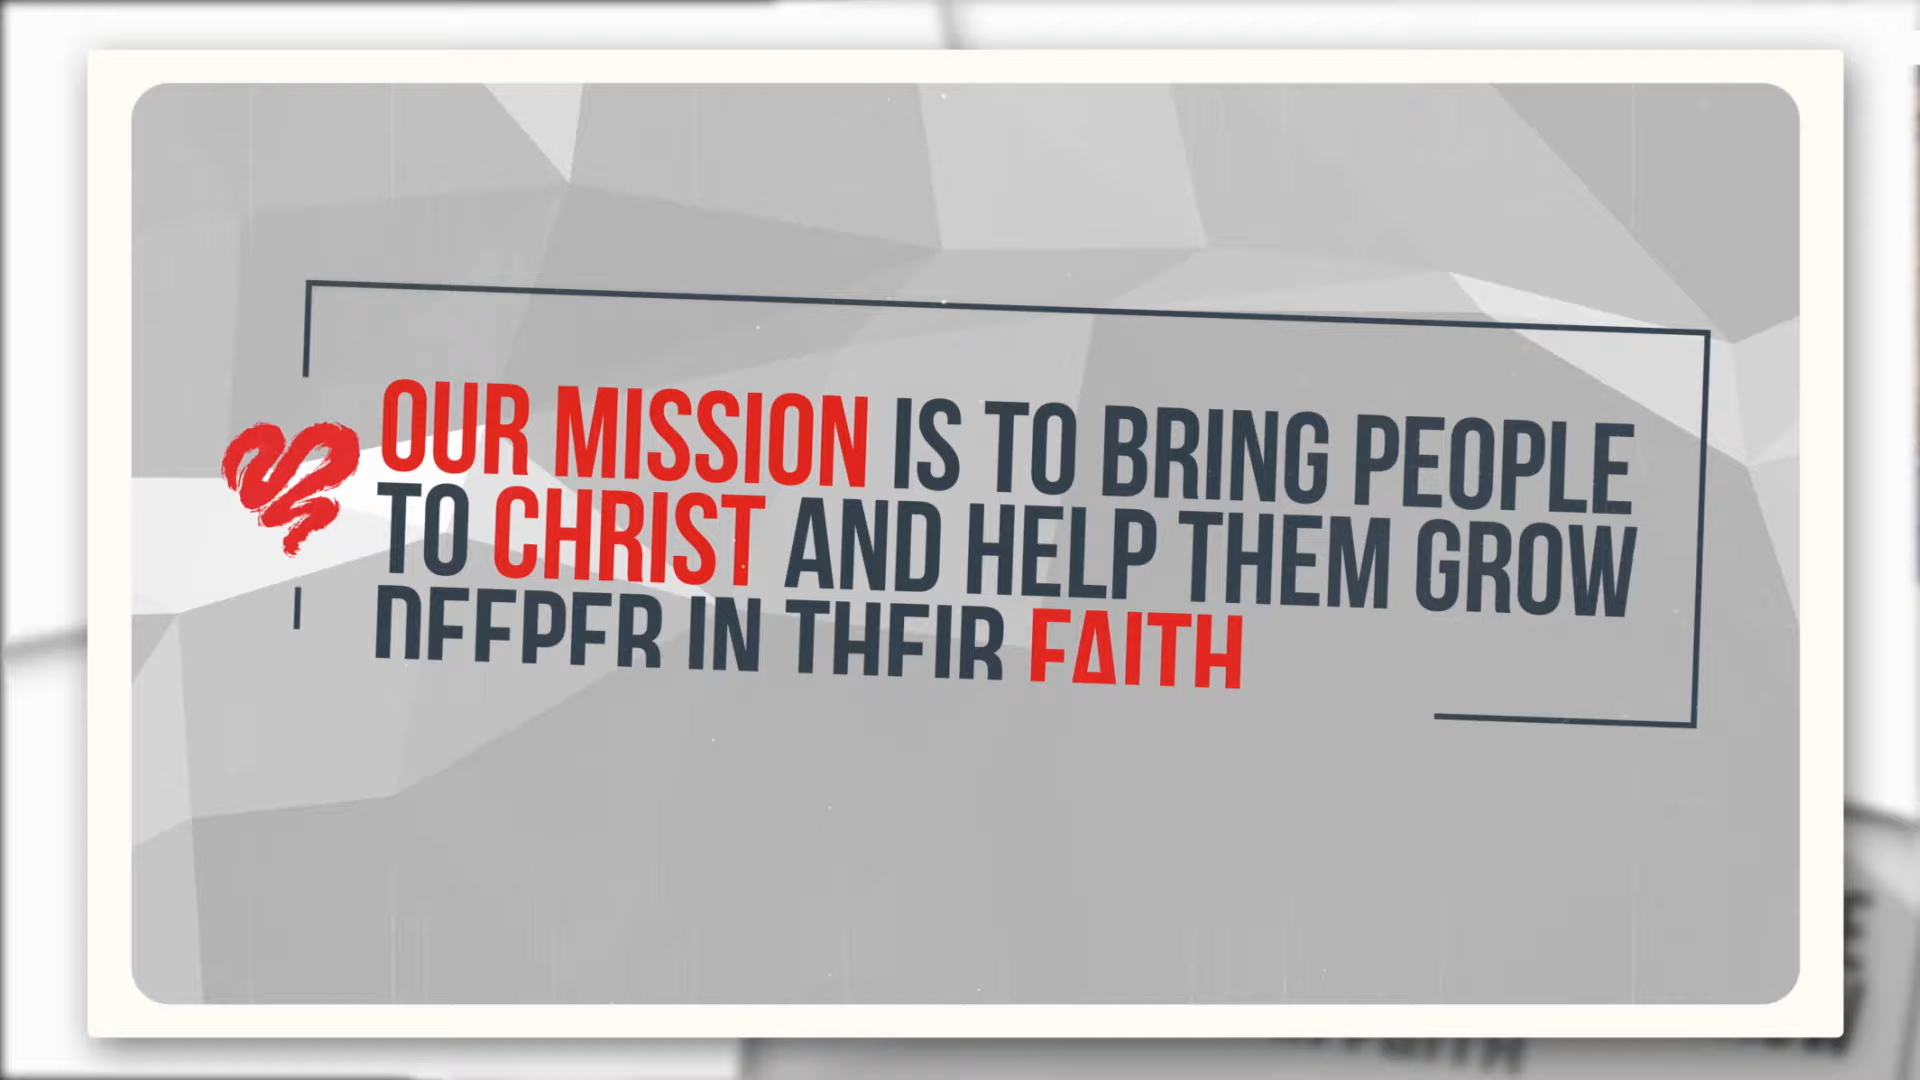 OUR MISSION IS TO BRING PEOPLE
TO CHRIST AND HELP THEM GROW
DEEPER IN THEIR FAITH